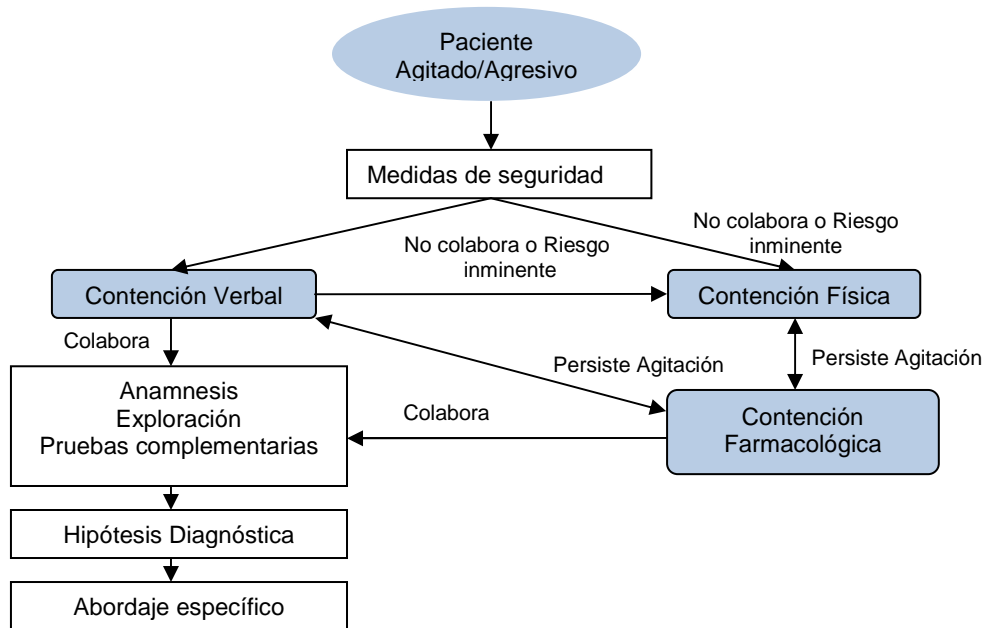 Paciente
Agitado/Agresivo
Medidas de seguridad
No colabora o Riesgo
inminente
No colabora o Riesgo
inminente
Contención Verbal
Contención Física
Colabora
Persiste Agitación
Persiste Agitación
Anamnesis
Exploración
Pruebas complementarias
Colabora
Contención
Farmacológica
Hipótesis Diagnóstica
Abordaje específico